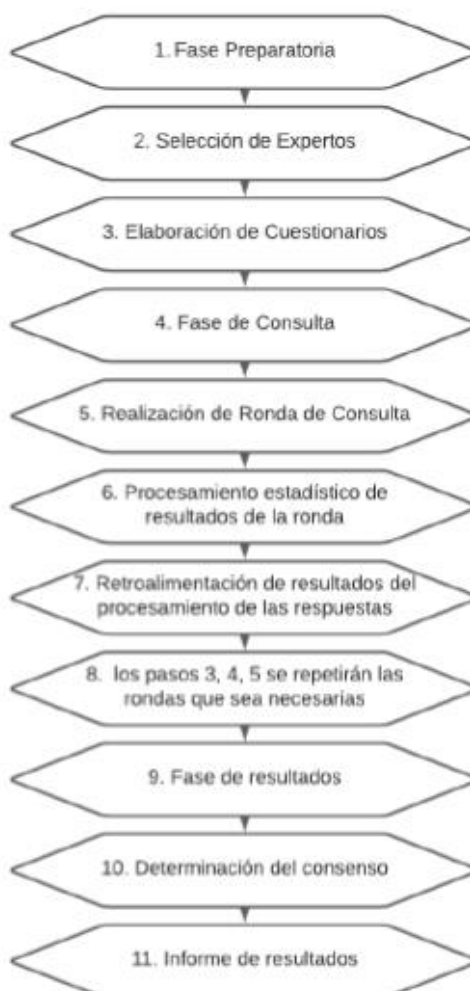 1. Fase Preparatoria
2. Selección de Expertos
3. Elaboración de Cuestionarios
4. Fase de Consulta
5. Realización de Ronda de Consulta
6. Procesamiento estadístico de
resultados de la ronda
7. Retroalimentación de resultados del
procesamiento de las respuestas
8. los pasos 3, 4, 5 se repetirán las
rondas que sea necesarias
9. Fase de resultados
10. Determinación del consenso
11. Informe de resultados